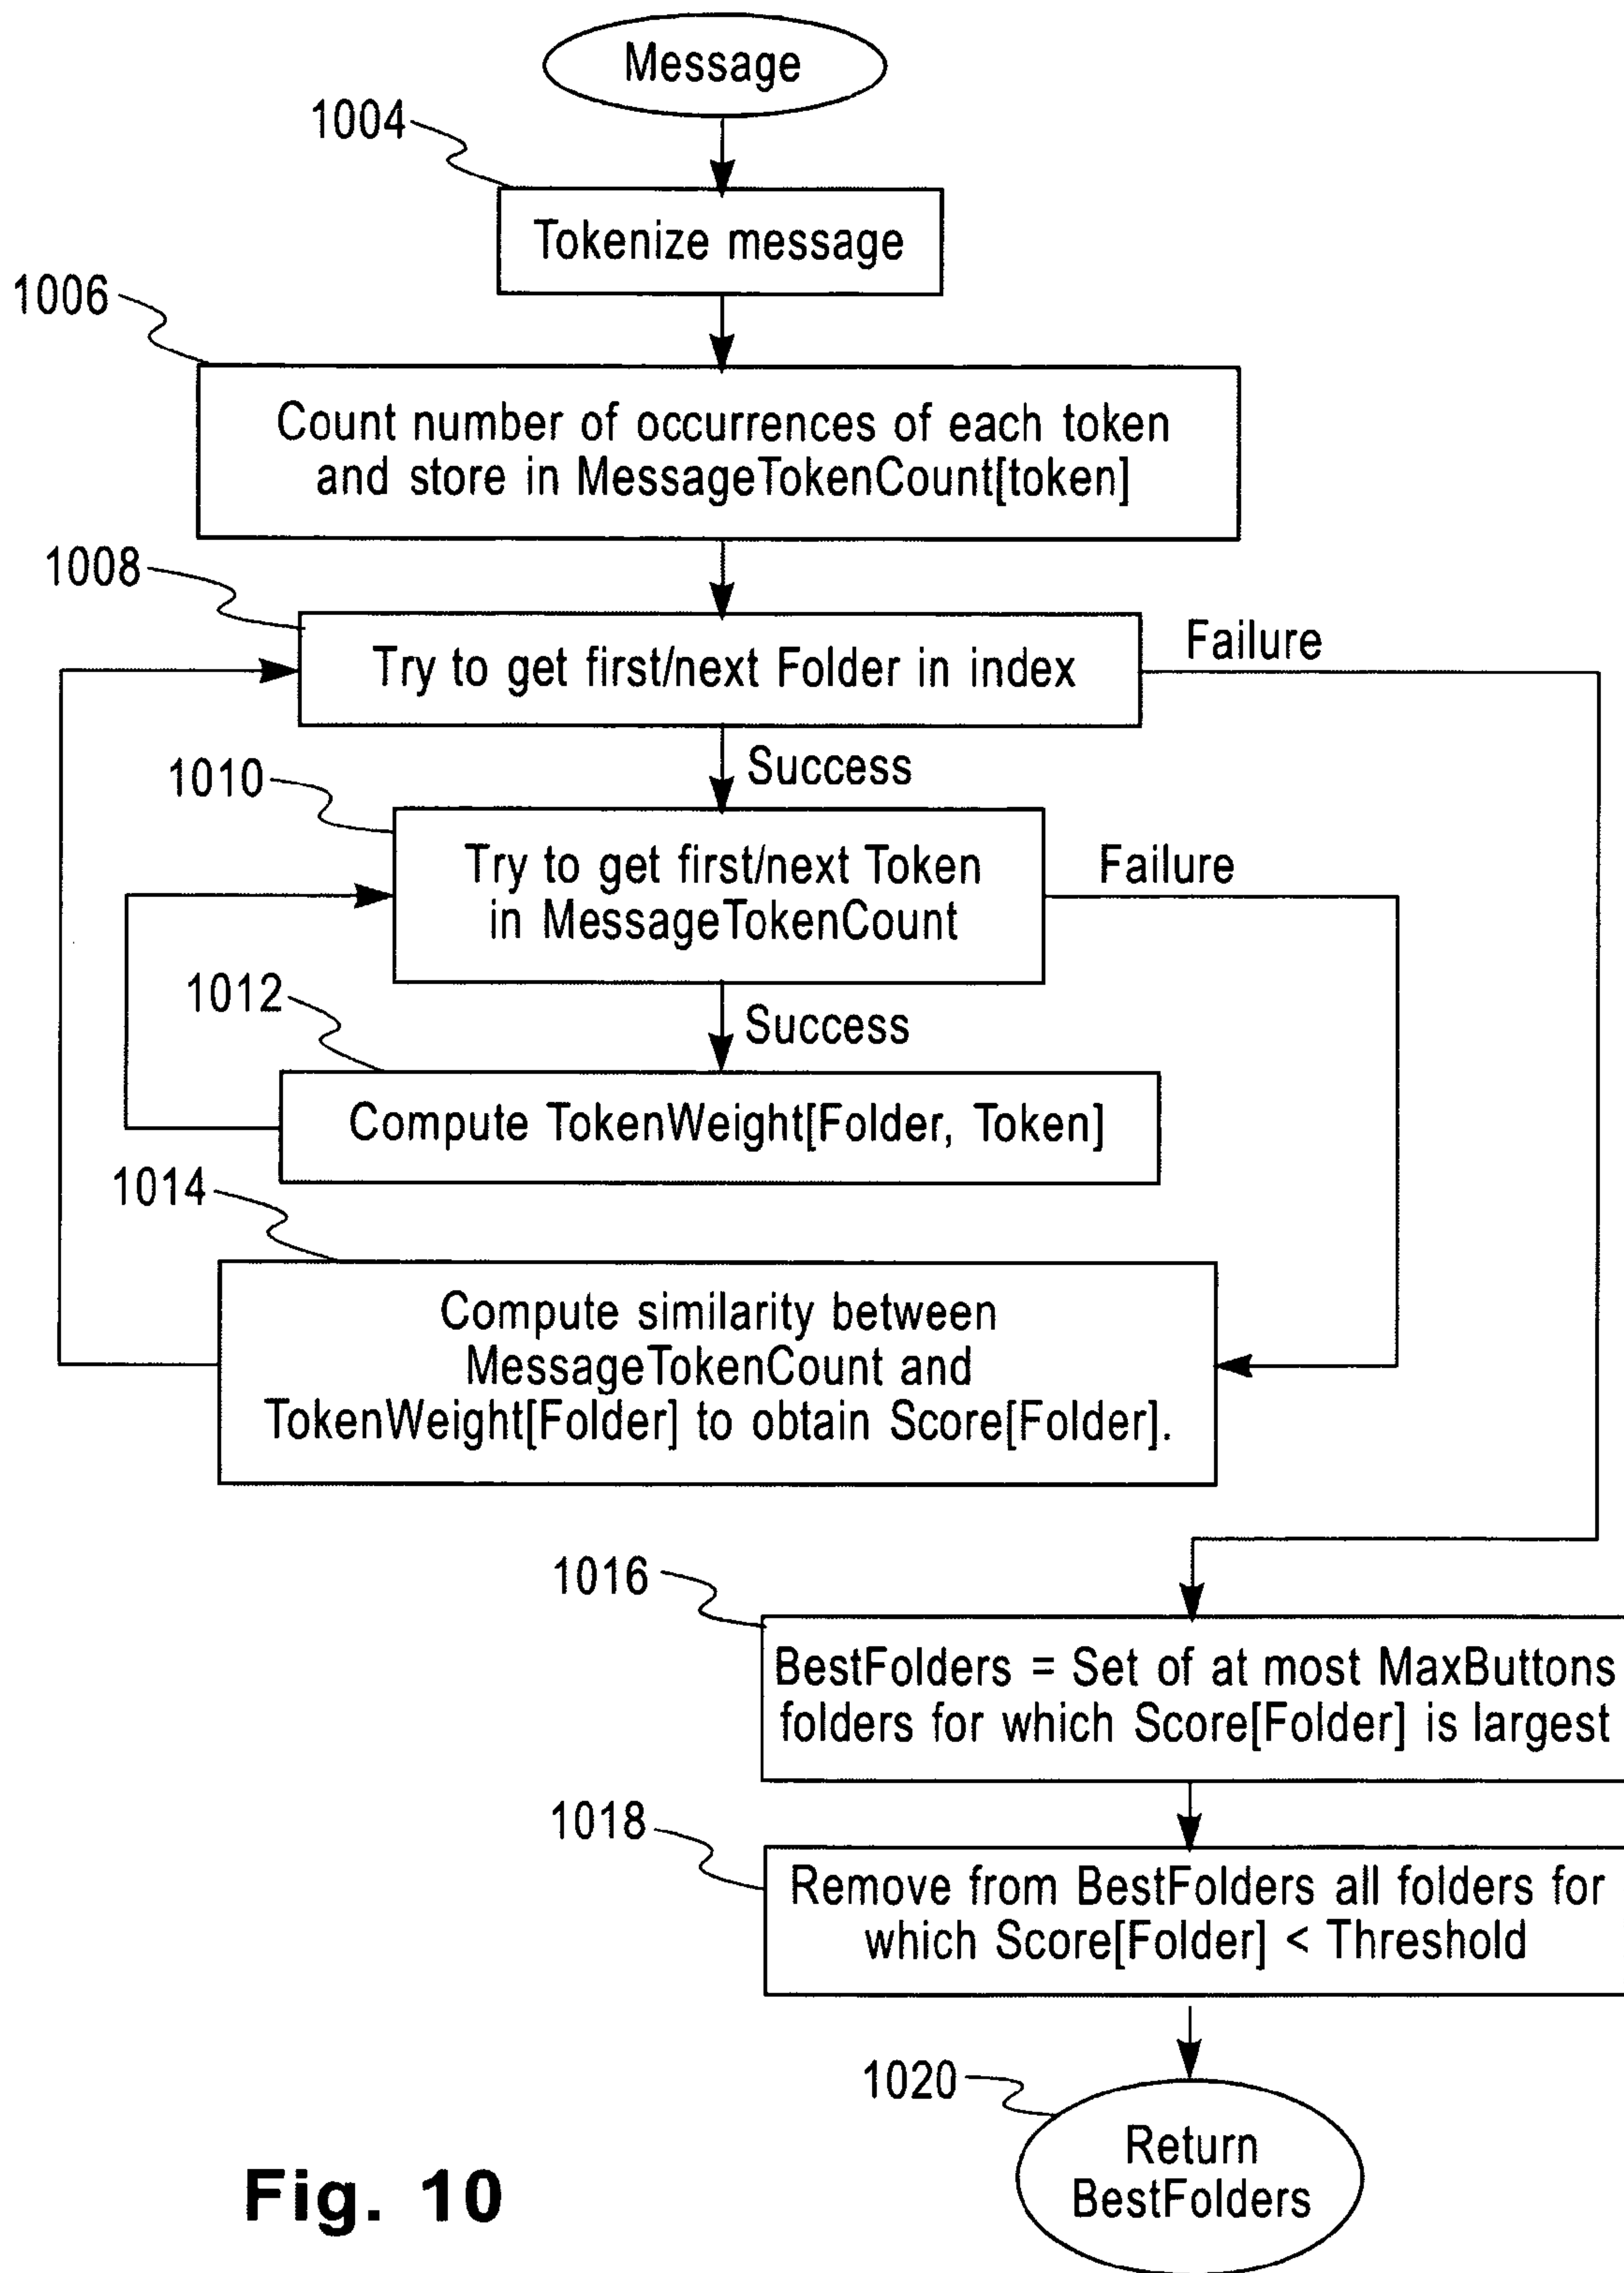 Message
1004
Tokenize message
1006
Count number of occurrences of each token
and store in MessageTokenCount[token]
1008
Try to get first/next Folder in index
Failure
Success
1010
Try to get first/next Token
in MessageTokenCount
Failure
1012
Success
Compute TokenWeight[Folder, Token]
1014
Compute similarity between
MessageTokenCount and
TokenWeight[Folder] to obtain Score[Folder].
1016
BestFolders = Set of at most MaxButtons
folders for which Score[Folder] is largest
1018
Remove from BestFolders all folders for
which Score[Folder] < Threshold
1020
Return
BestFolders
Fig. 10